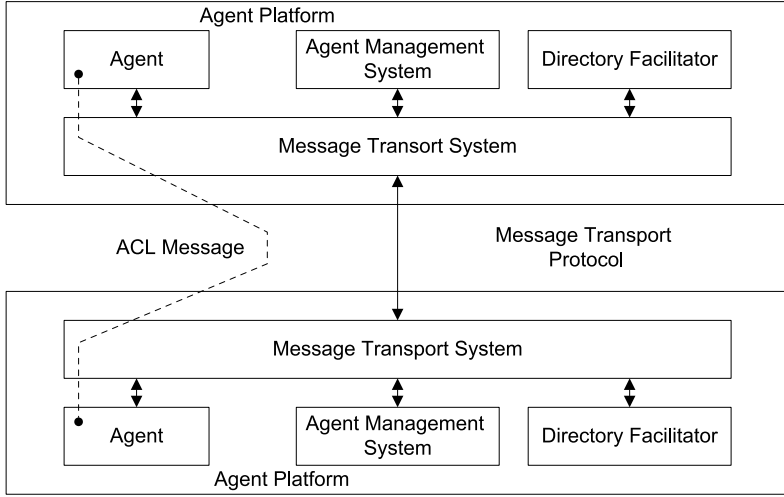 Agent Platform
Agent
Agent Management
System
Directory Facilitator
Message Transort System
ACL Message
Message Transport
Protocol
Message Transport System
Agent
Agent Management
System
Directory Facilitator
Agent Platform